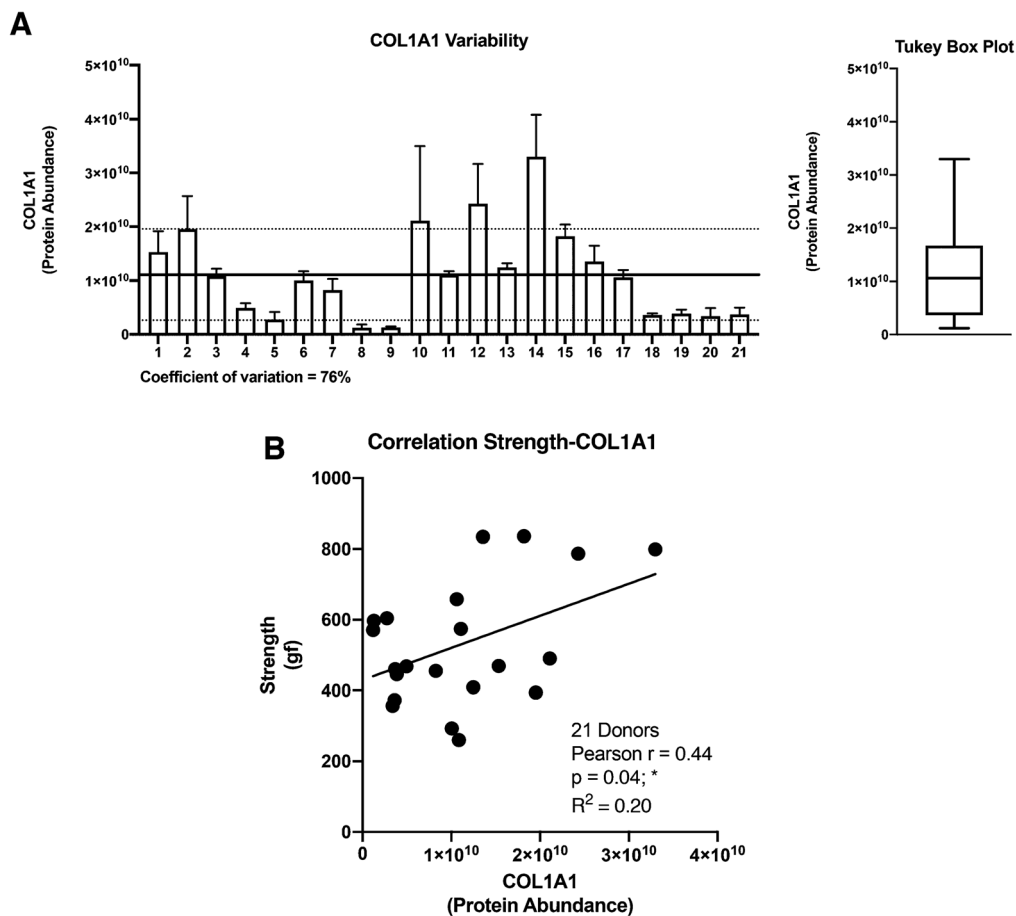 A
COL1A1 Variability
COL1A1
(Protein Abundance)
5×10¹⁰
4×10¹⁰
3×10¹⁰
2×10¹⁰
1×10¹⁰
0
1 2 3 4 5 6 7 8 9 10 11 12 13 14 15 16 17 18 19 20 21
Coefficient of variation = 76%
Tukey Box Plot
COL1A1
(Protein Abundance)
5×10¹⁰
4×10¹⁰
3×10¹⁰
2×10¹⁰
1×10¹⁰
0
B
Correlation Strength-COL1A1
Strength
(gf)
1000
800
600
400
200
0
21 Donors
Pearson r = 0.44
p = 0.04; *
R² = 0.20
0 1×10¹⁰ 2×10¹⁰ 3×10¹⁰ 4×10¹⁰
COL1A1
(Protein Abundance)